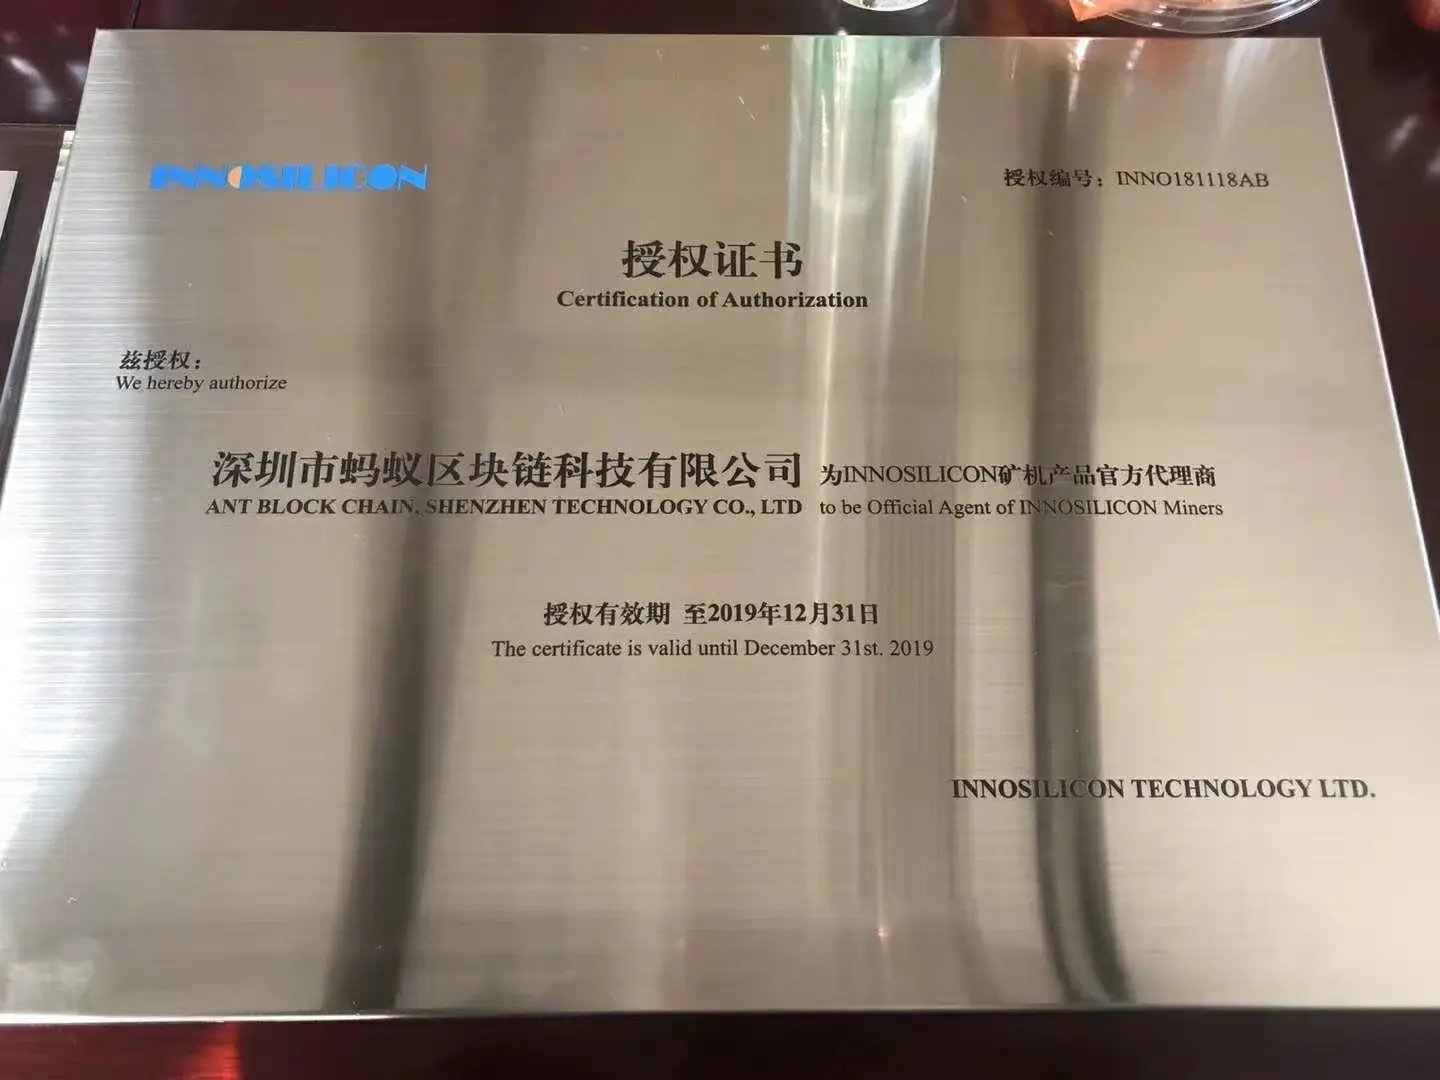 INNOSILICON
授权编号：INNO181118AB
授权证书
Certification of Authorization
兹授权：
We hereby authorize
深圳市蚂蚁区块链科技有限公司 为INNOSILICON矿机产品官方代理商
ANT BLOCK CHAIN. SHENZHEN TECHNOLOGY CO., LTD to be Official Agent of INNOSILICON Miners
授权有效期 至2019年12月31日
The certificate is valid until December 31st. 2019
INNOSILICON TECHNOLOGY LTD.